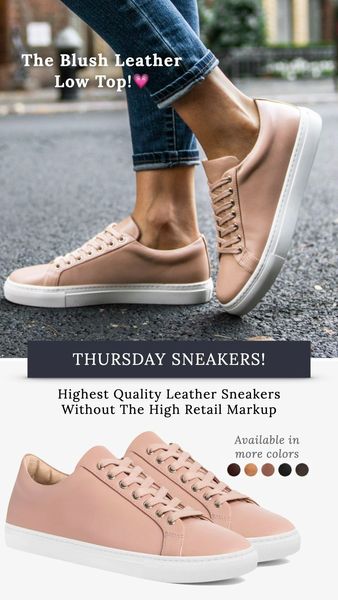 The Blush Leather
Low Top!💗
THURSDAY SNEAKERS!
Highest Quality Leather Sneakers
Without The High Retail Markup
Available in
more colors